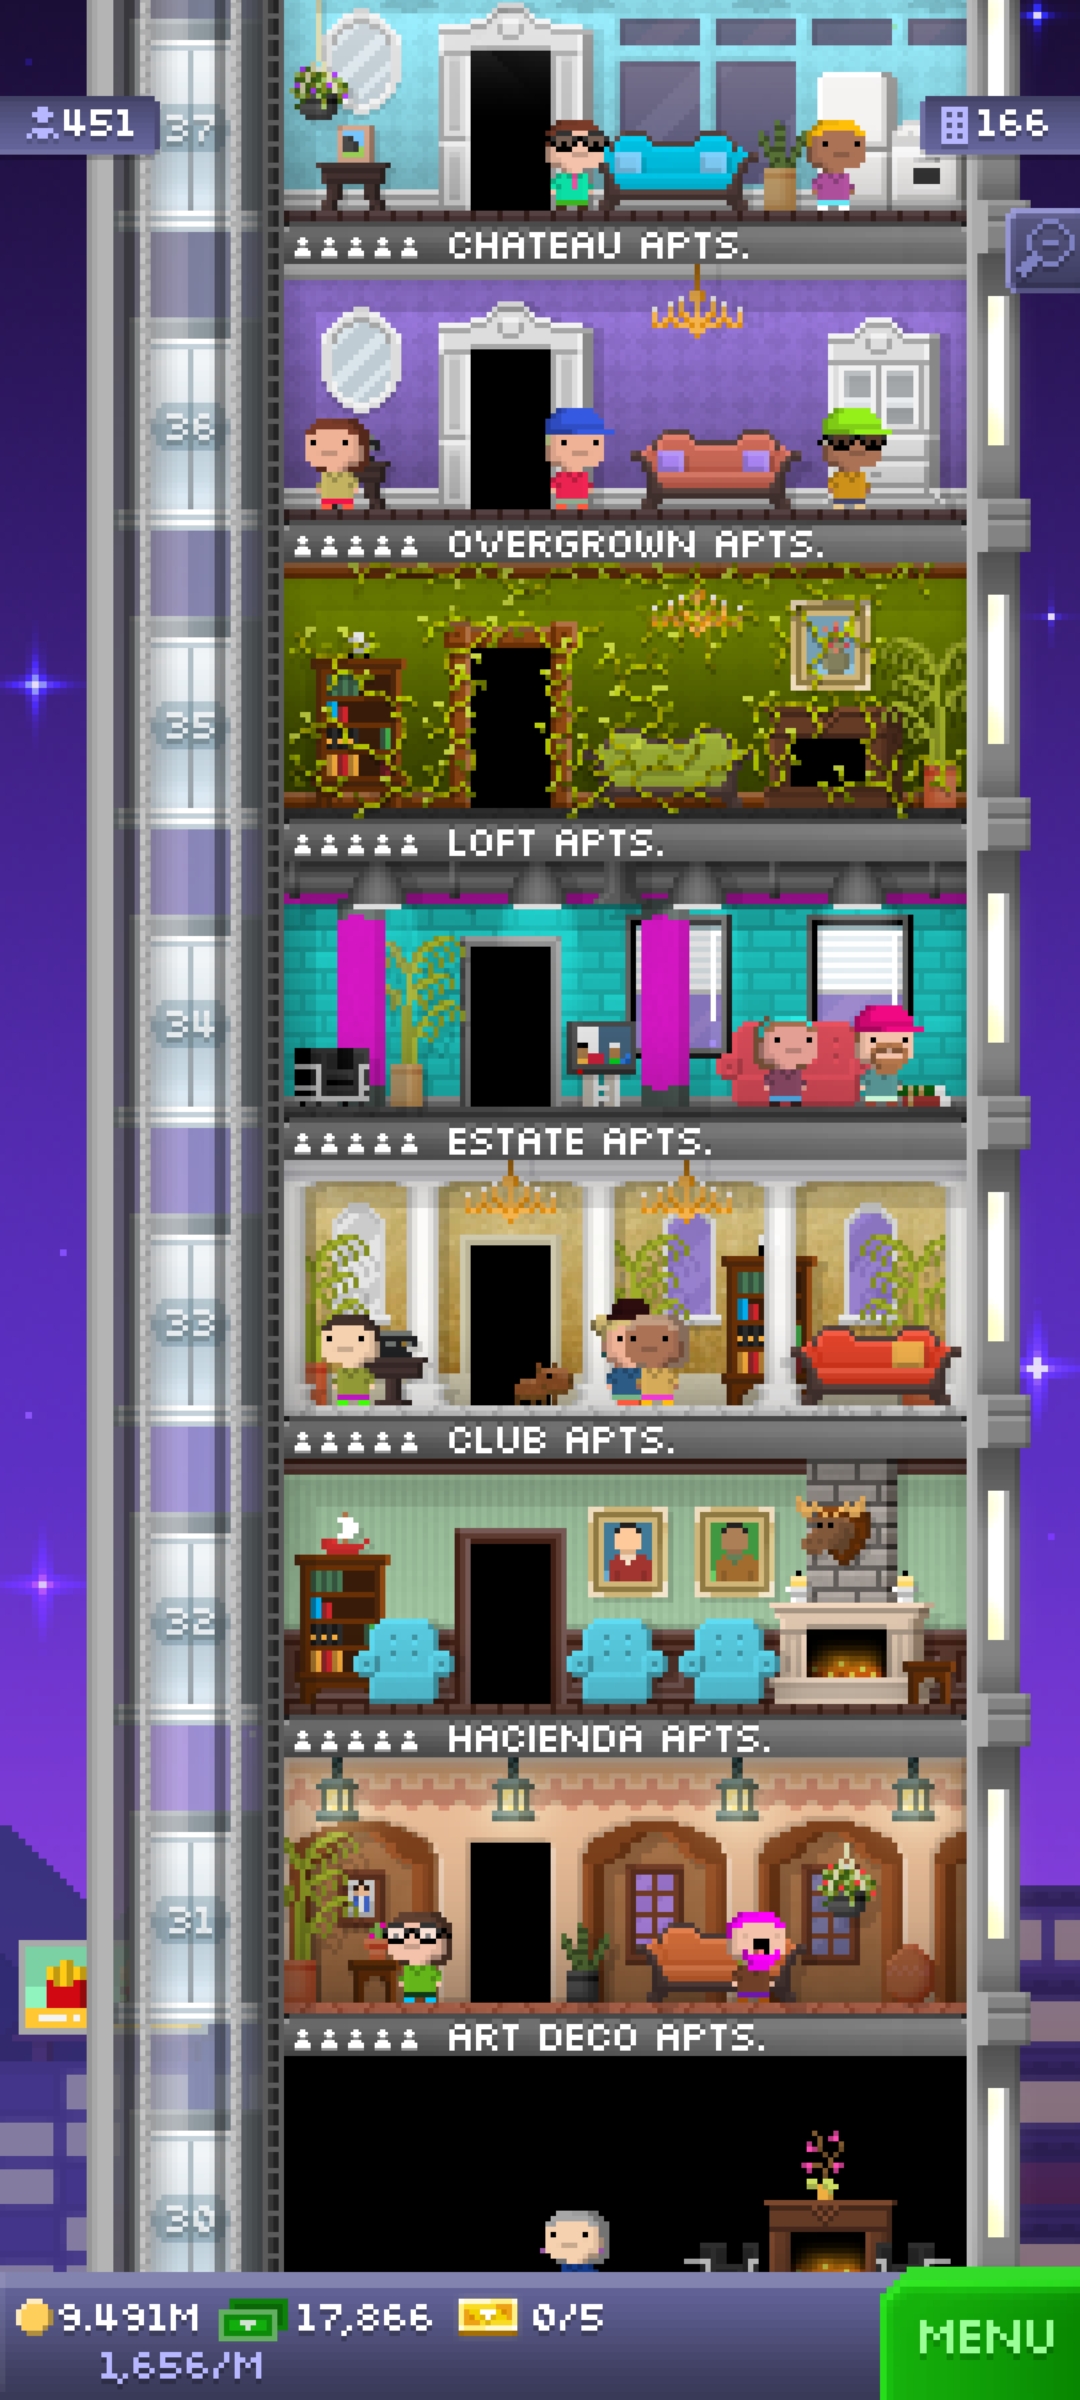 451
37
166
CHATEAU APTS.
36
OVERGROWN APTS.
35
LOFT APTS.
34
ESTATE APTS.
33
CLUB APTS.
32
HACIENDA APTS.
31
ART DECO APTS.
30
9.491M 17,866 0/5
1,656/M
MENU